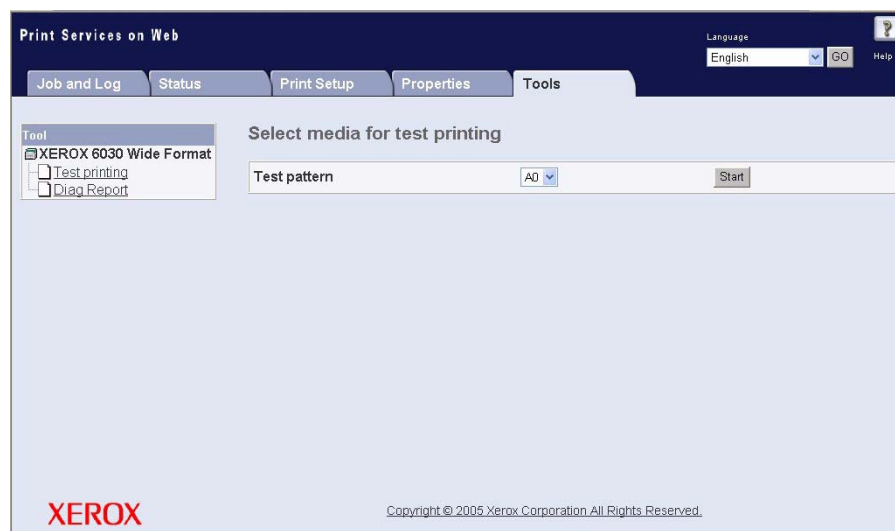 Print Services on Web
Language
English GO
Help
Job and Log Status Print Setup Properties Tools
Tool
XEROX 6030 Wide Format
Test printing
Diag Report
Select media for test printing
Test pattern A0 Start
XEROX
Copyright © 2005 Xerox Corporation All Rights Reserved.